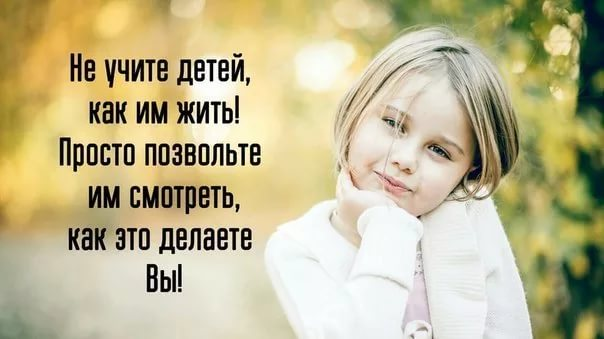 Не учите детей,
как им жить!
Просто позвольте
им смотреть,
как это делаете
Вы!